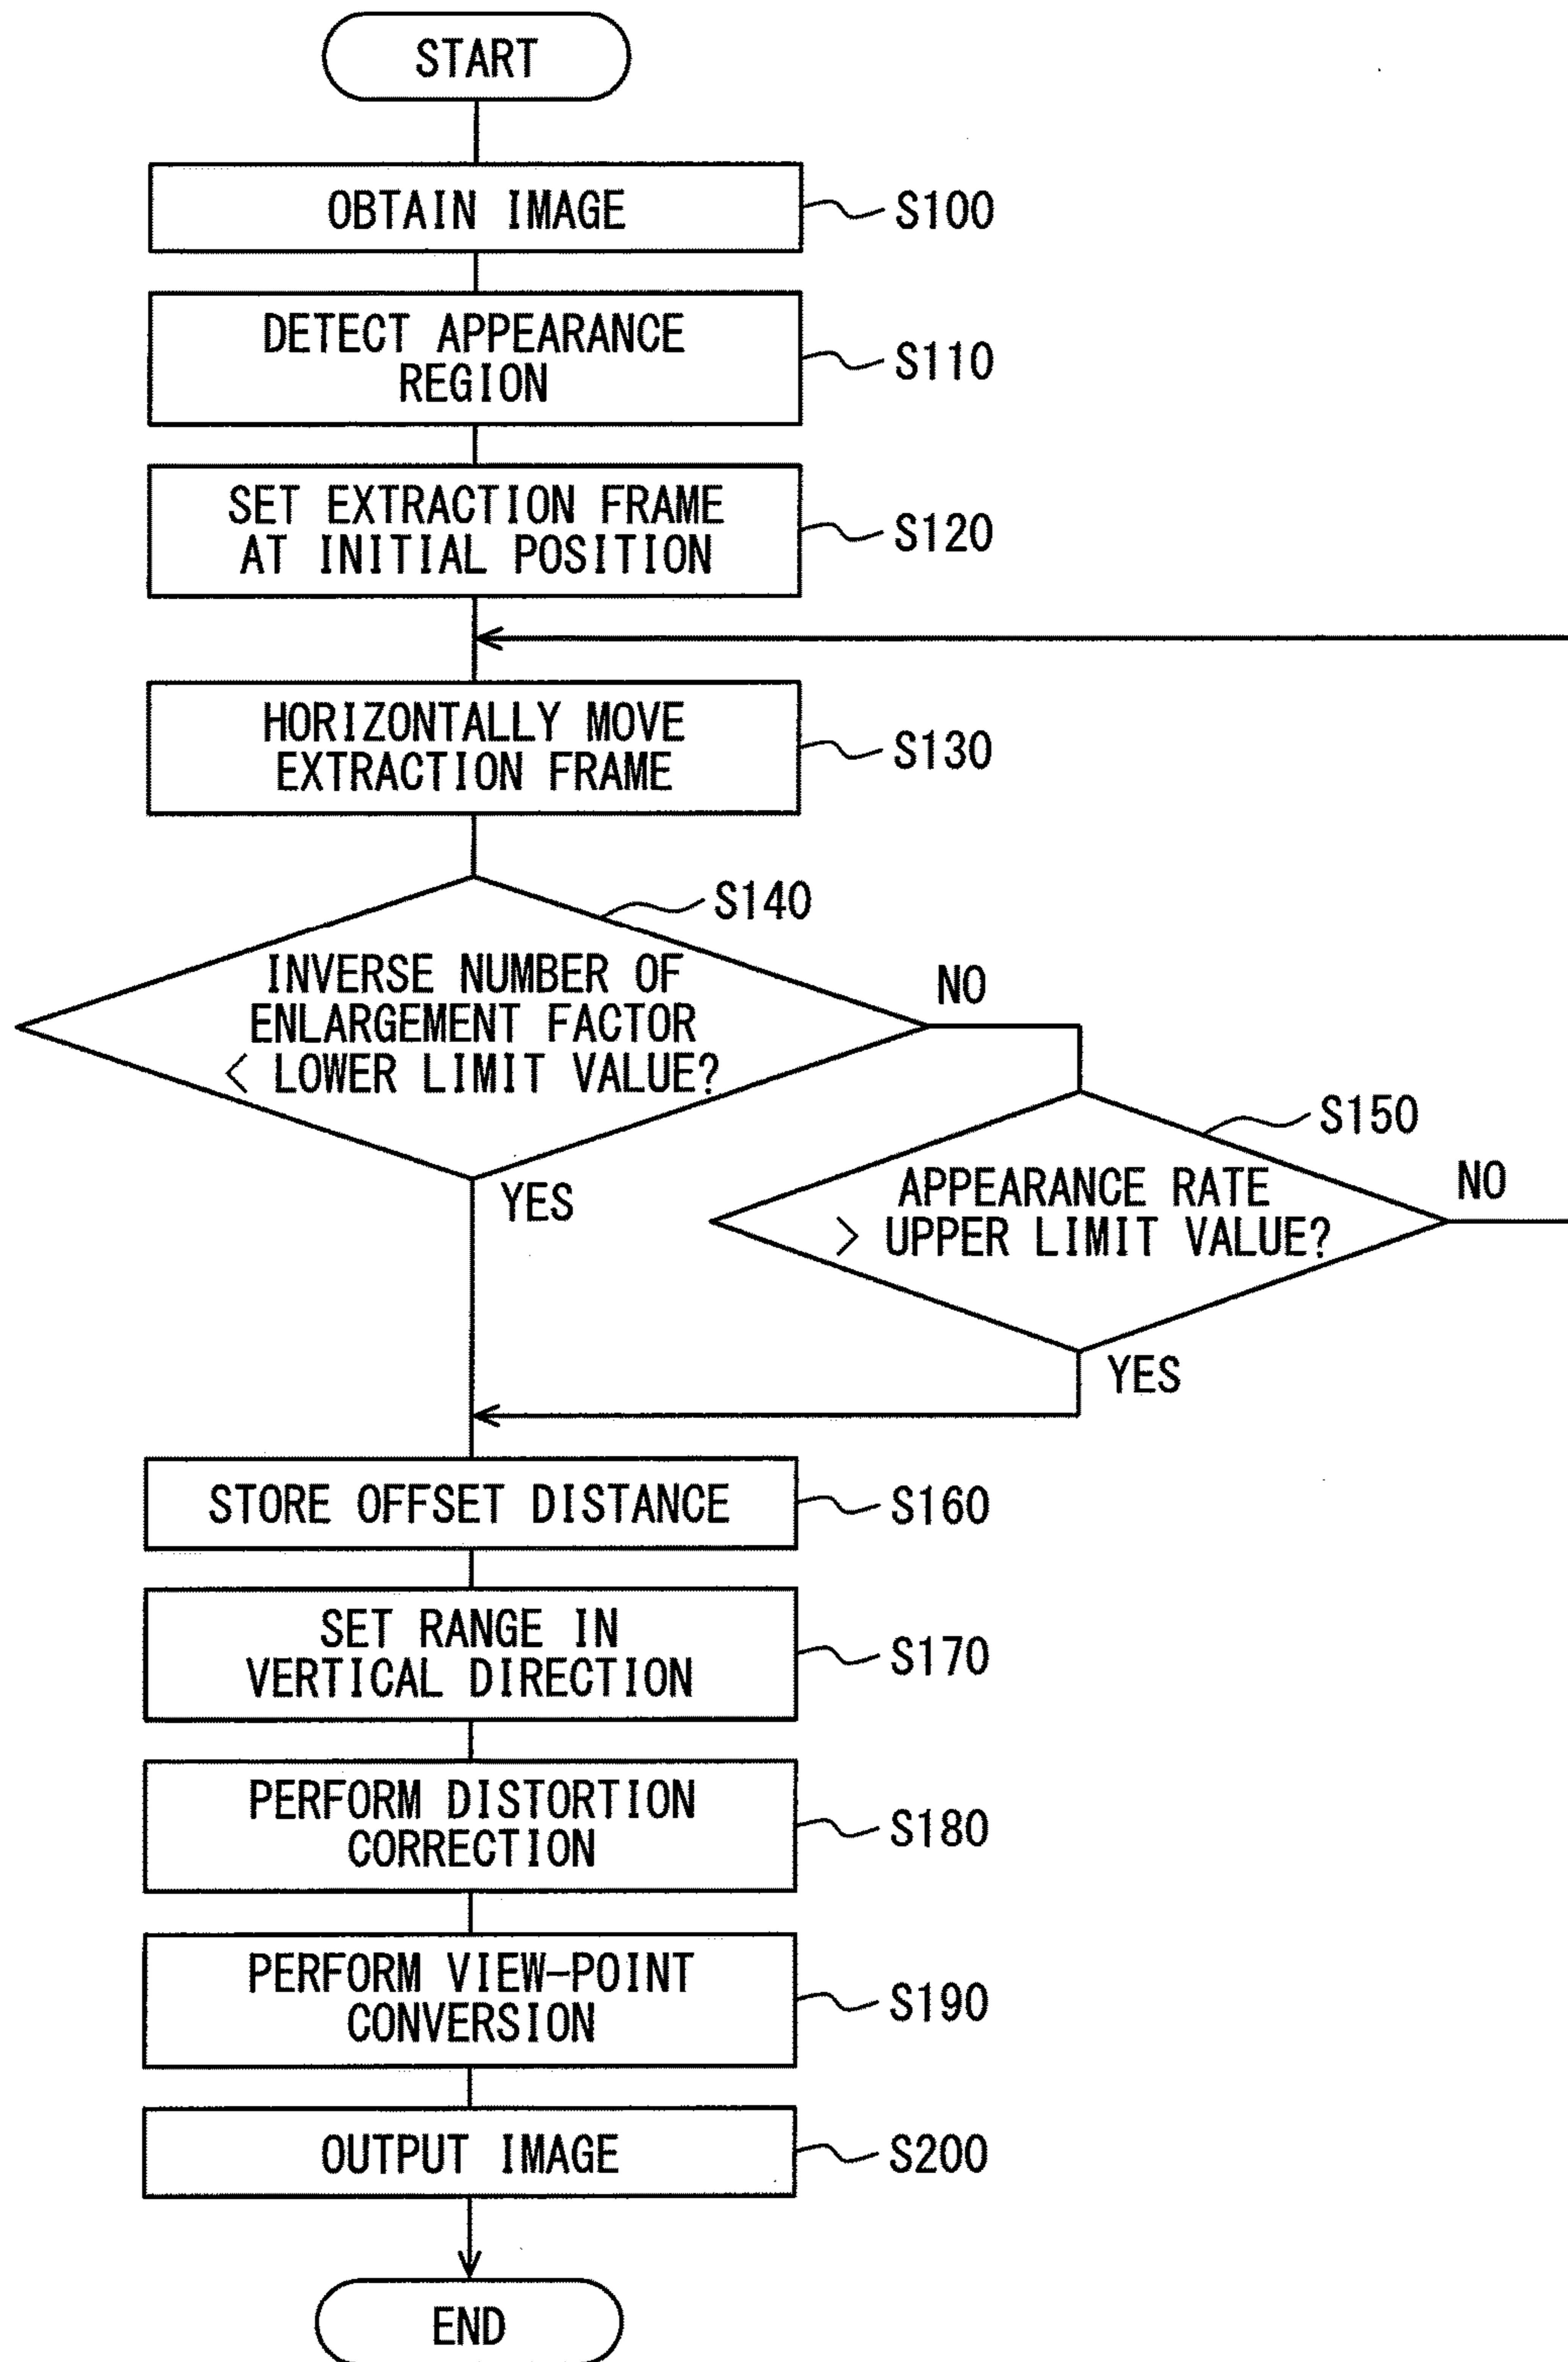 START
OBTAIN IMAGE
S100
DETECT APPEARANCE
REGION
S110
SET EXTRACTION FRAME
AT INITIAL POSITION
S120
HORIZONTALLY MOVE
EXTRACTION FRAME
S130
S140
INVERSE NUMBER OF
ENLARGEMENT FACTOR
< LOWER LIMIT VALUE?
NO
YES
S150
APPEARANCE RATE
> UPPER LIMIT VALUE?
NO
YES
STORE OFFSET DISTANCE
S160
SET RANGE IN
VERTICAL DIRECTION
S170
PERFORM DISTORTION
CORRECTION
S180
PERFORM VIEW-POINT
CONVERSION
S190
OUTPUT IMAGE
S200
END